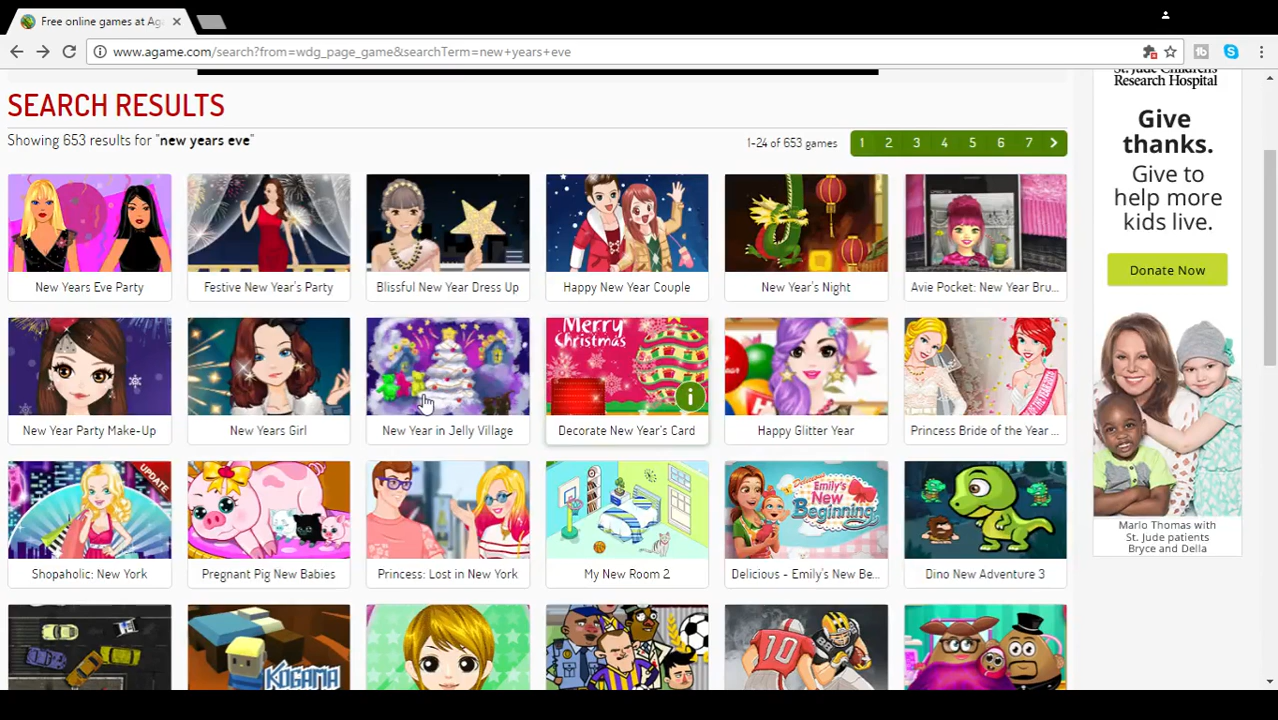 Free online games at Ag
www.agame.com/search?from=wdg_page_game&searchTerm=new+years+eve
SEARCH RESULTS
Showing 653 results for "new years eve"
1-24 of 653 games
1 2 3 4 5 6 7 >
New Years Eve Party
Festive New Year's Party
Blissful New Year Dress Up
Happy New Year Couple
New Year's Night
Avie Pocket: New Year Bru...
Merry
Christmas
i
New Year Party Make-Up
New Years Girl
New Year in Jelly Village
Decorate New Year's Card
Happy Glitter Year
Princess Bride of the Year ...
UPDATE
Delicious
Emily's New
Beginning
Shopaholic: New York
Pregnant Pig New Babies
Princess: Lost in New York
My New Room 2
Delicious - Emily's New Be...
Dino New Adventure 3
KOGAMA
10
St. Jude Children's
Research Hospital
Give
thanks.
Give to
help more
kids live.
Donate Now
Marlo Thomas with
St. Jude patients
Bryce and Della